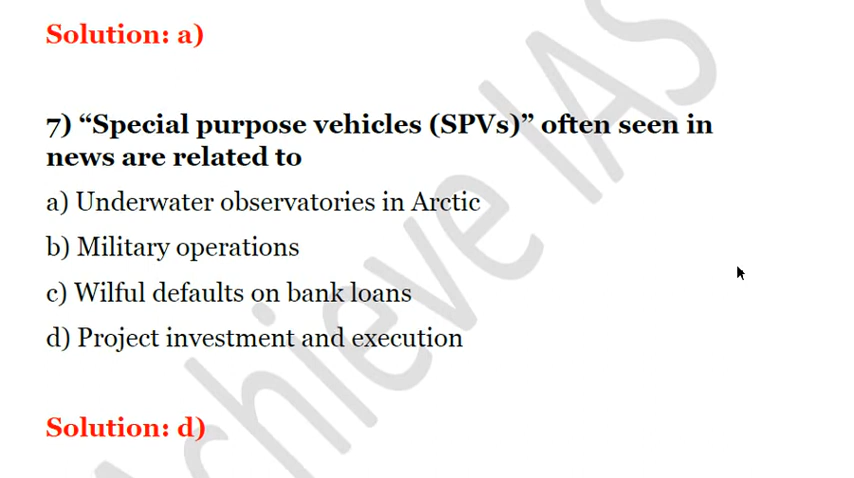 Solution: a)
7) “Special purpose vehicles (SPVs)” often seen in
news are related to
a) Underwater observatories in Arctic
b) Military operations
c) Wilful defaults on bank loans
d) Project investment and execution
Solution: d)
Achieve IAS